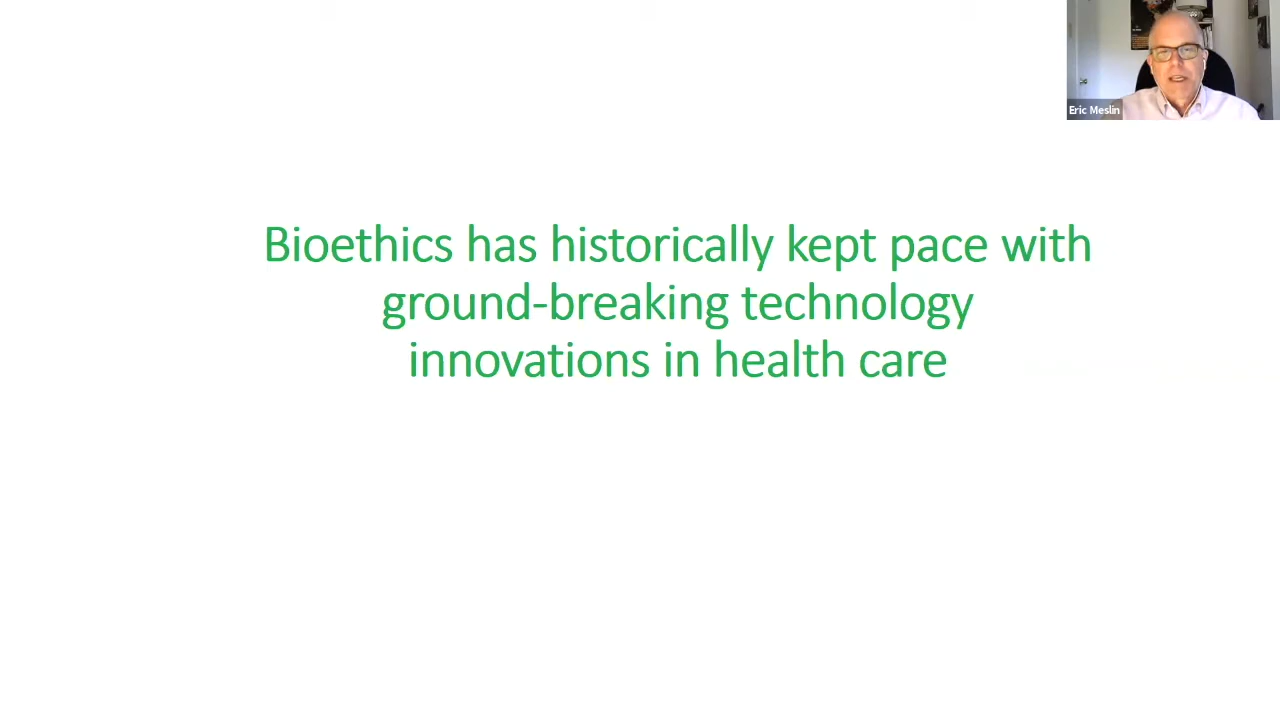 Eric Meslin
Bioethics has historically kept pace with
ground-breaking technology
innovations in health care